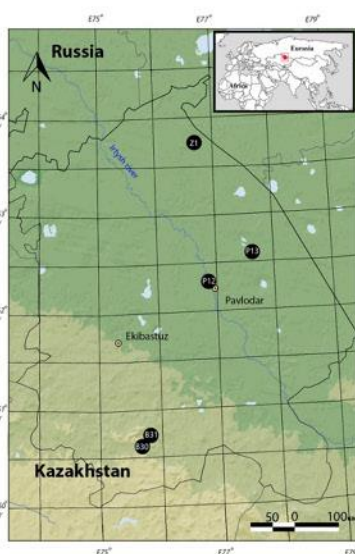 E75° E77° E79°
Russia
Eurasia
Africa
N
Z1
Irtysh river
P13
P12
Pavlodar
Ekibastuz
B31
B30
Kazakhstan
50 0 100
E75° E77°